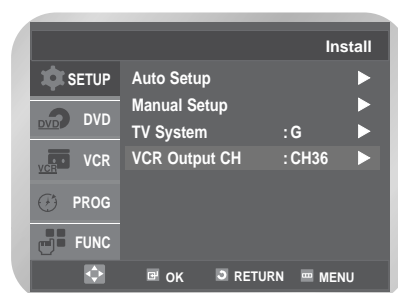 Install
SETUP
Auto Setup
Manual Setup
DVD DVD
TV System :G
VCR VCR
VCR Output CH :CH36
PROG
FUNC
OK RETURN MENU